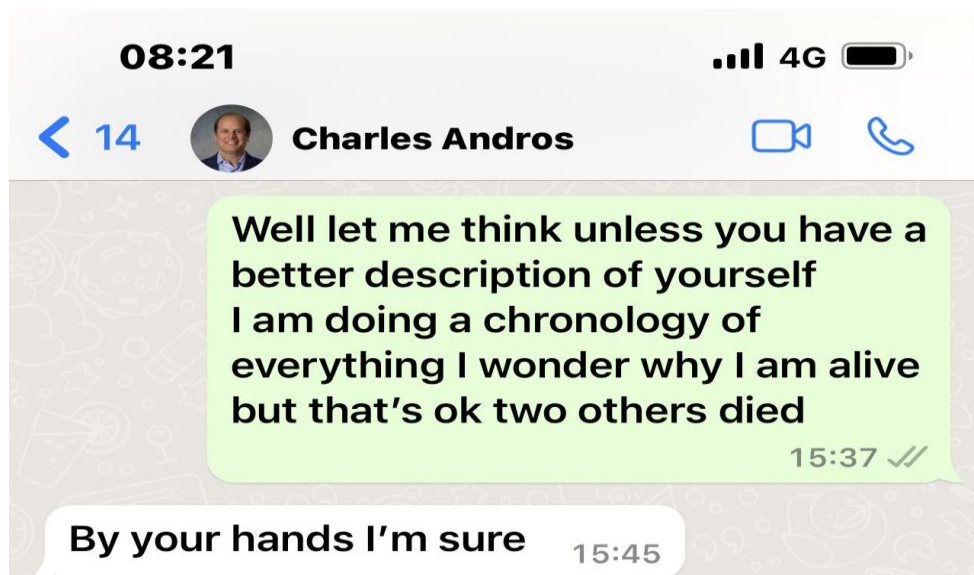 08:21
4G
14
Charles Andros
Well let me think unless you have a
better description of yourself
I am doing a chronology of
everything I wonder why I am alive
but that's ok two others died
15:37
By your hands I'm sure
15:45